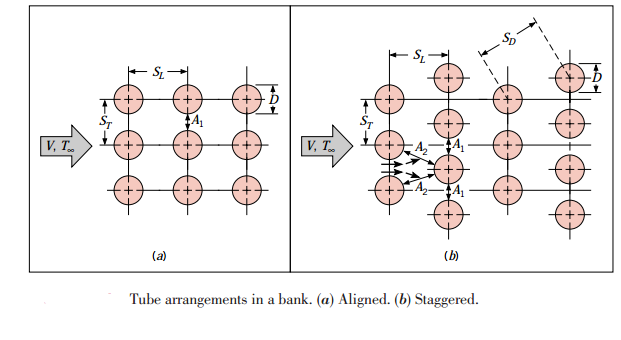 S_L
S_T
A_1
D
V, T_∞
(a)
S_D
S_L
D
S_T
V, T_∞
A_2
A_1
A_2
A_1
(b)
Tube arrangements in a bank. (a) Aligned. (b) Staggered.